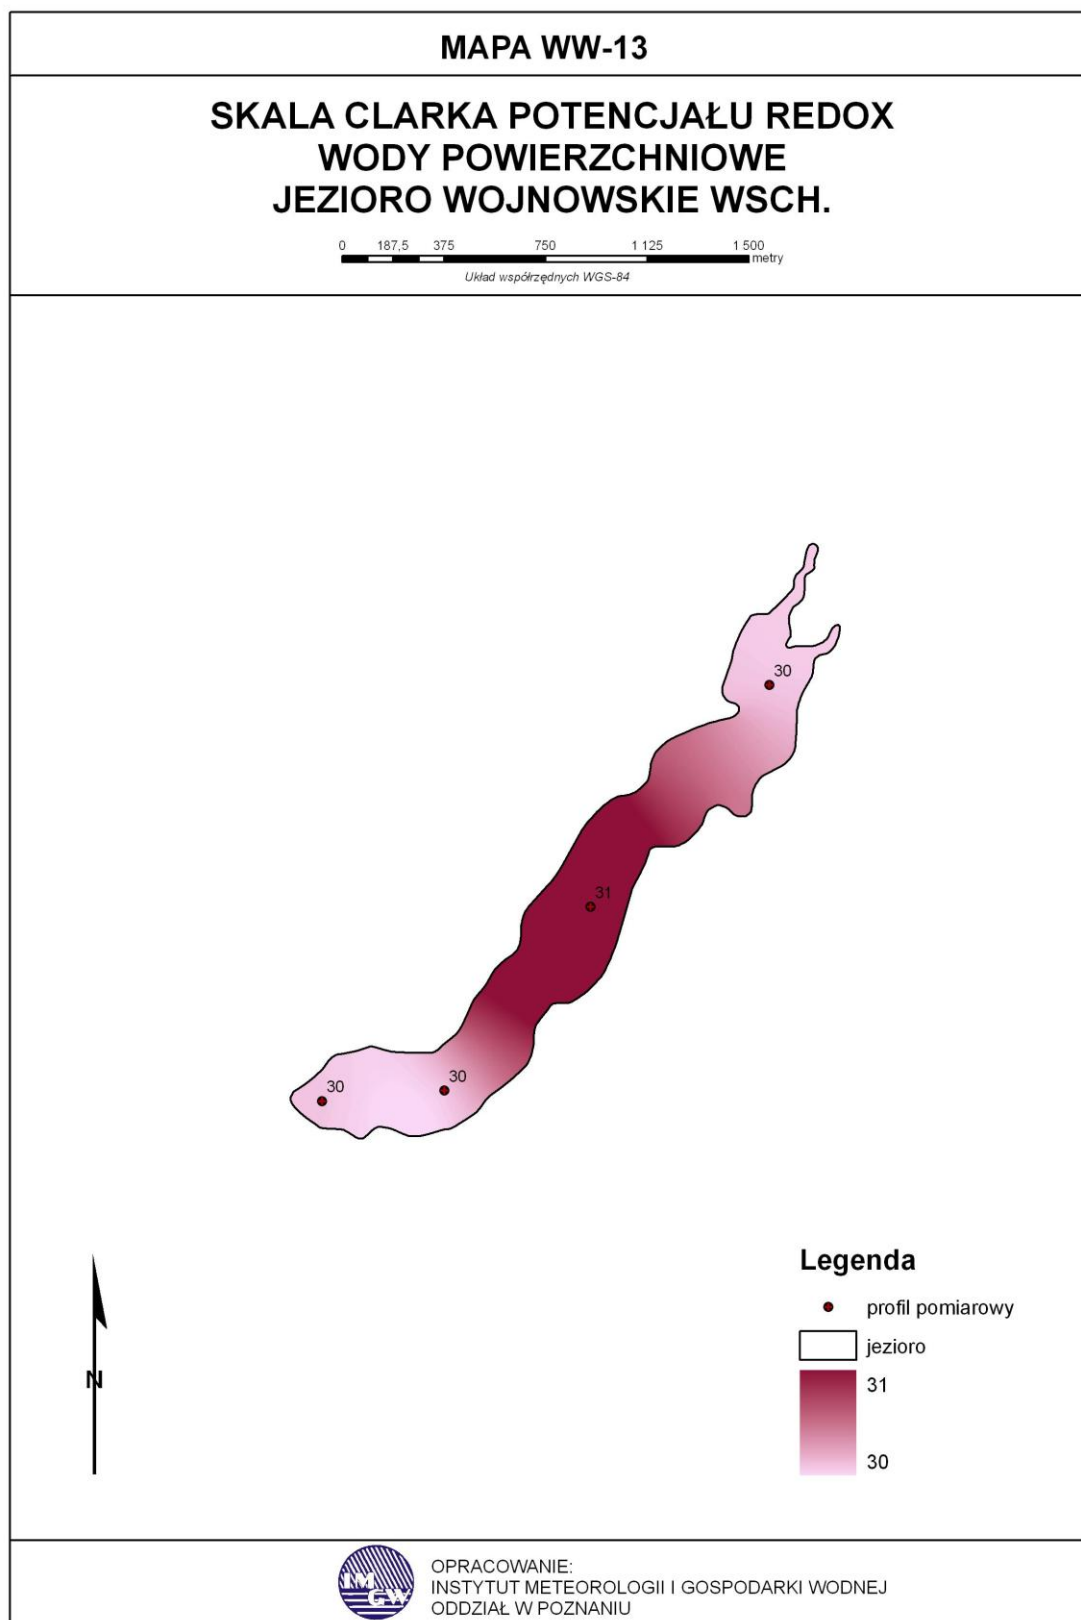 MAPA WW-13
SKALA CLARKA POTENCJAŁU REDOX
WODY POWIERZCHNIOWE
JEZIORO WOJNOWSKIE WSCH.
0 187,5 375 750 1 125 1 500
metry
Układ współrzędnych WGS-84
30
31
30
30
Legenda
profil pomiarowy
jezioro
31
30
N
IM
GW
OPRACOWANIE:
INSTYTUT METEOROLOGII I GOSPODARKI WODNEJ
ODDZIAŁ W POZNANIU